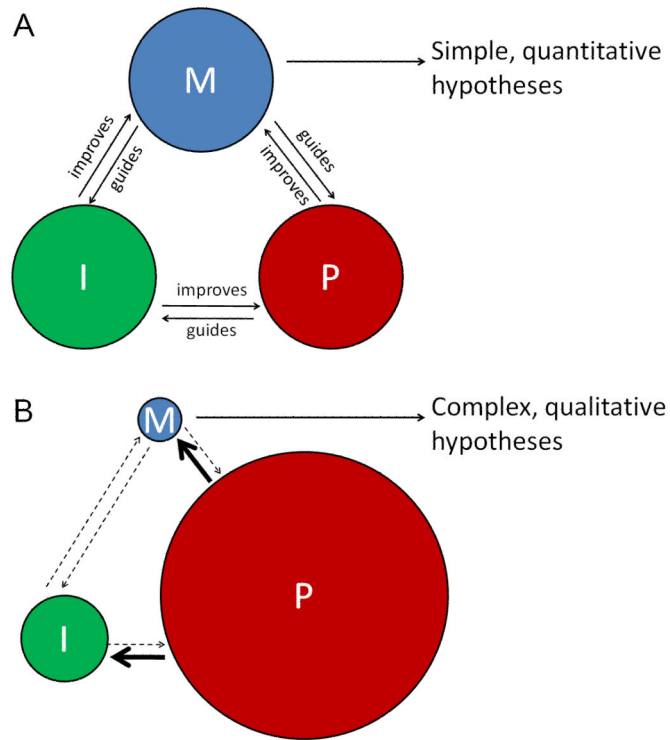 A
M
Simple, quantitative
hypotheses
improves
guides
guides
improves
I
P
improves
guides
B
M
Complex, qualitative
hypotheses
P
I